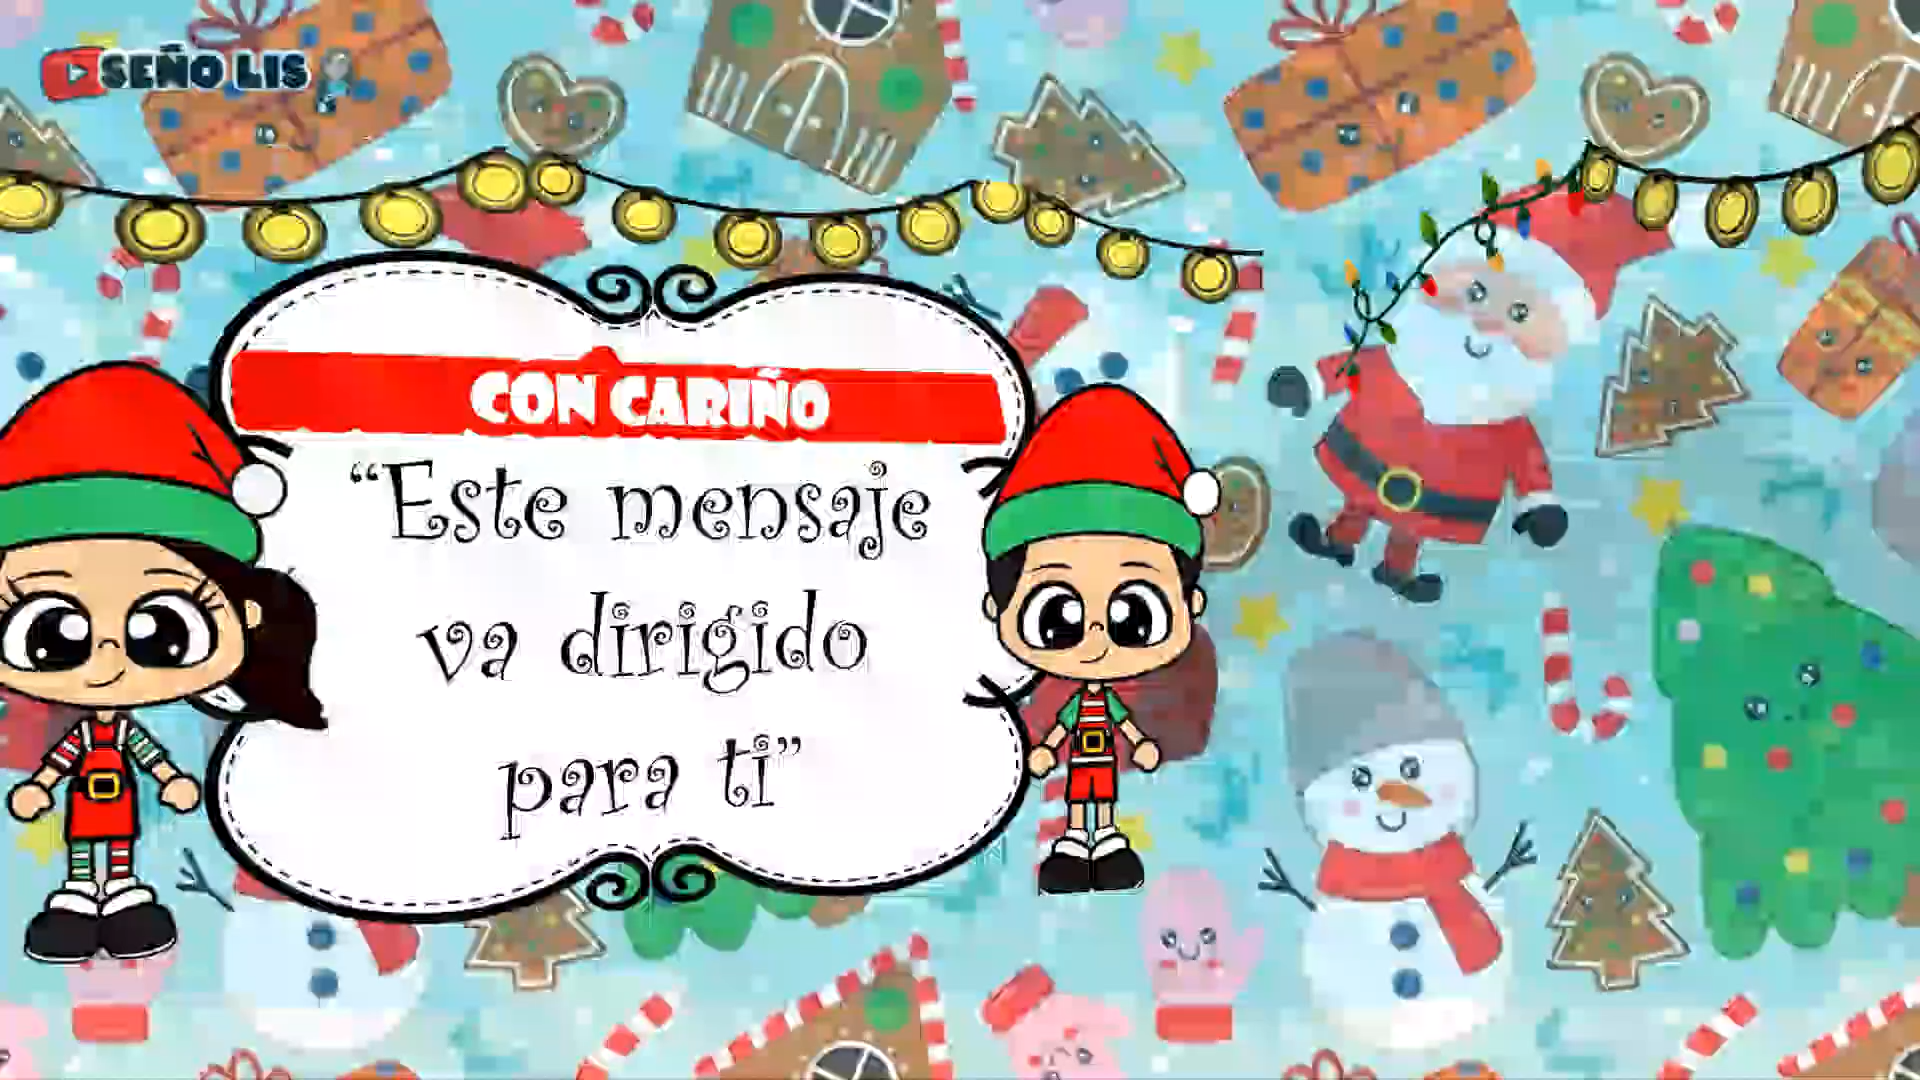 SEÑO LIS
CON CARIÑO
“Este mensaje
va dirigido
para ti”